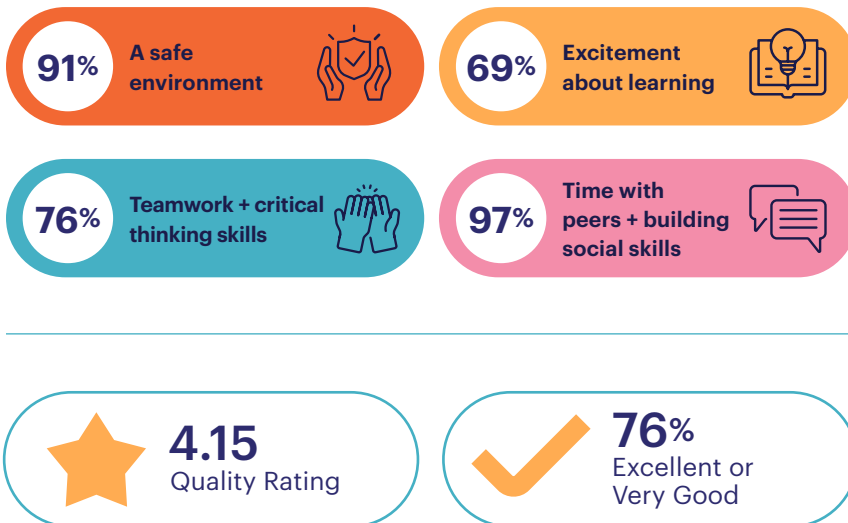 91%
A safe
environment
69%
Excitement
about learning
76%
Teamwork + critical
thinking skills
97%
Time with
peers + building
social skills
4.15
Quality Rating
76%
Excellent or
Very Good